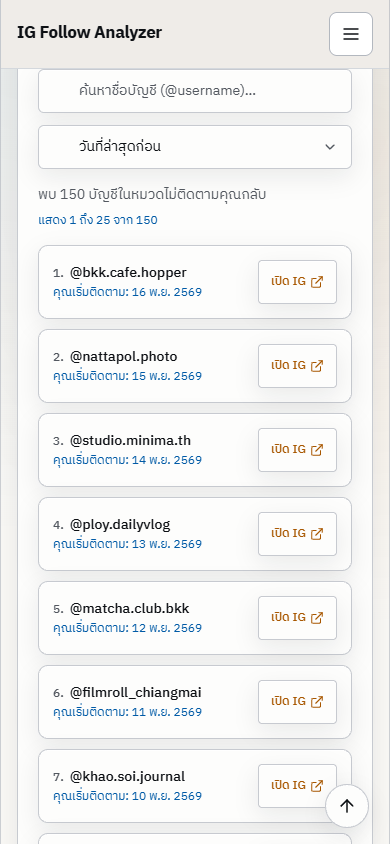 IG Follow Analyzer
ค้นหาชื่อบัญชี (@username)...
วันที่ล่าสุดก่อน
พบ 150 บัญชีในหมวดไม่ติดตามคุณกลับ
แสดง 1 ถึง 25 จาก 150
1. @bkk.cafe.hopper
คุณเริ่มติดตาม: 16 พ.ย. 2569
เปิด IG
2. @nattapol.photo
คุณเริ่มติดตาม: 15 พ.ย. 2569
เปิด IG
3. @studio.minima.th
คุณเริ่มติดตาม: 14 พ.ย. 2569
เปิด IG
4. @ploy.dailyvlog
คุณเริ่มติดตาม: 13 พ.ย. 2569
เปิด IG
5. @matcha.club.bkk
คุณเริ่มติดตาม: 12 พ.ย. 2569
เปิด IG
6. @filmroll_chiangmai
คุณเริ่มติดตาม: 11 พ.ย. 2569
เปิด IG
7. @khao.soi.journal
คุณเริ่มติดตาม: 10 พ.ย. 2569
เปิด IG